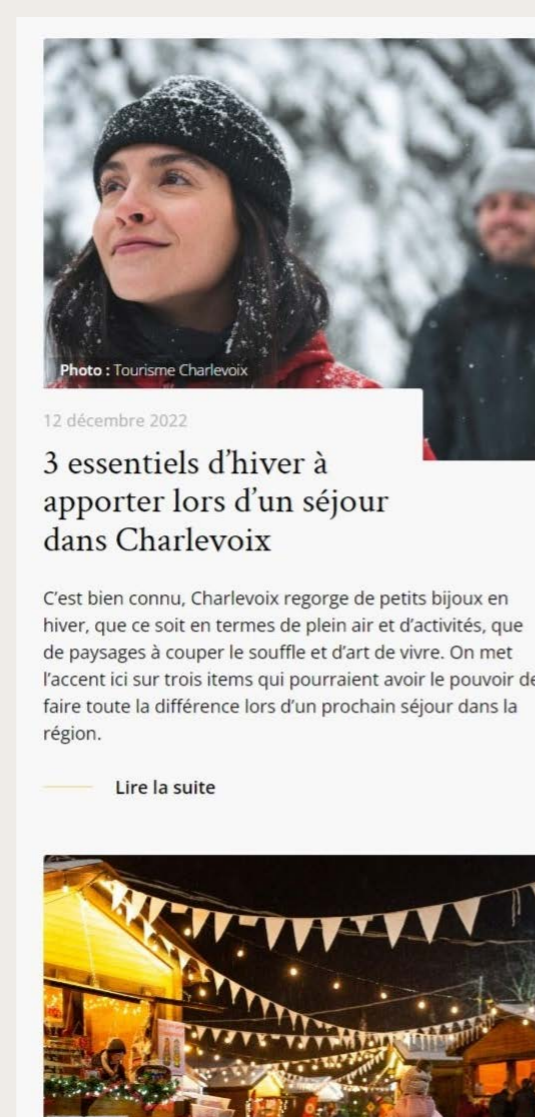 Photo : Tourisme Charlevoix
12 décembre 2022
3 essentiels d’hiver à
apporter lors d’un séjour
dans Charlevoix
C’est bien connu, Charlevoix regorge de petits bijoux en
hiver, que ce soit en termes de plein air et d’activités, que
de paysages à couper le souffle et d’art de vivre. On met
l’accent ici sur trois items qui pourraient avoir le pouvoir de
faire toute la différence lors d’un prochain séjour dans la
région.
Lire la suite